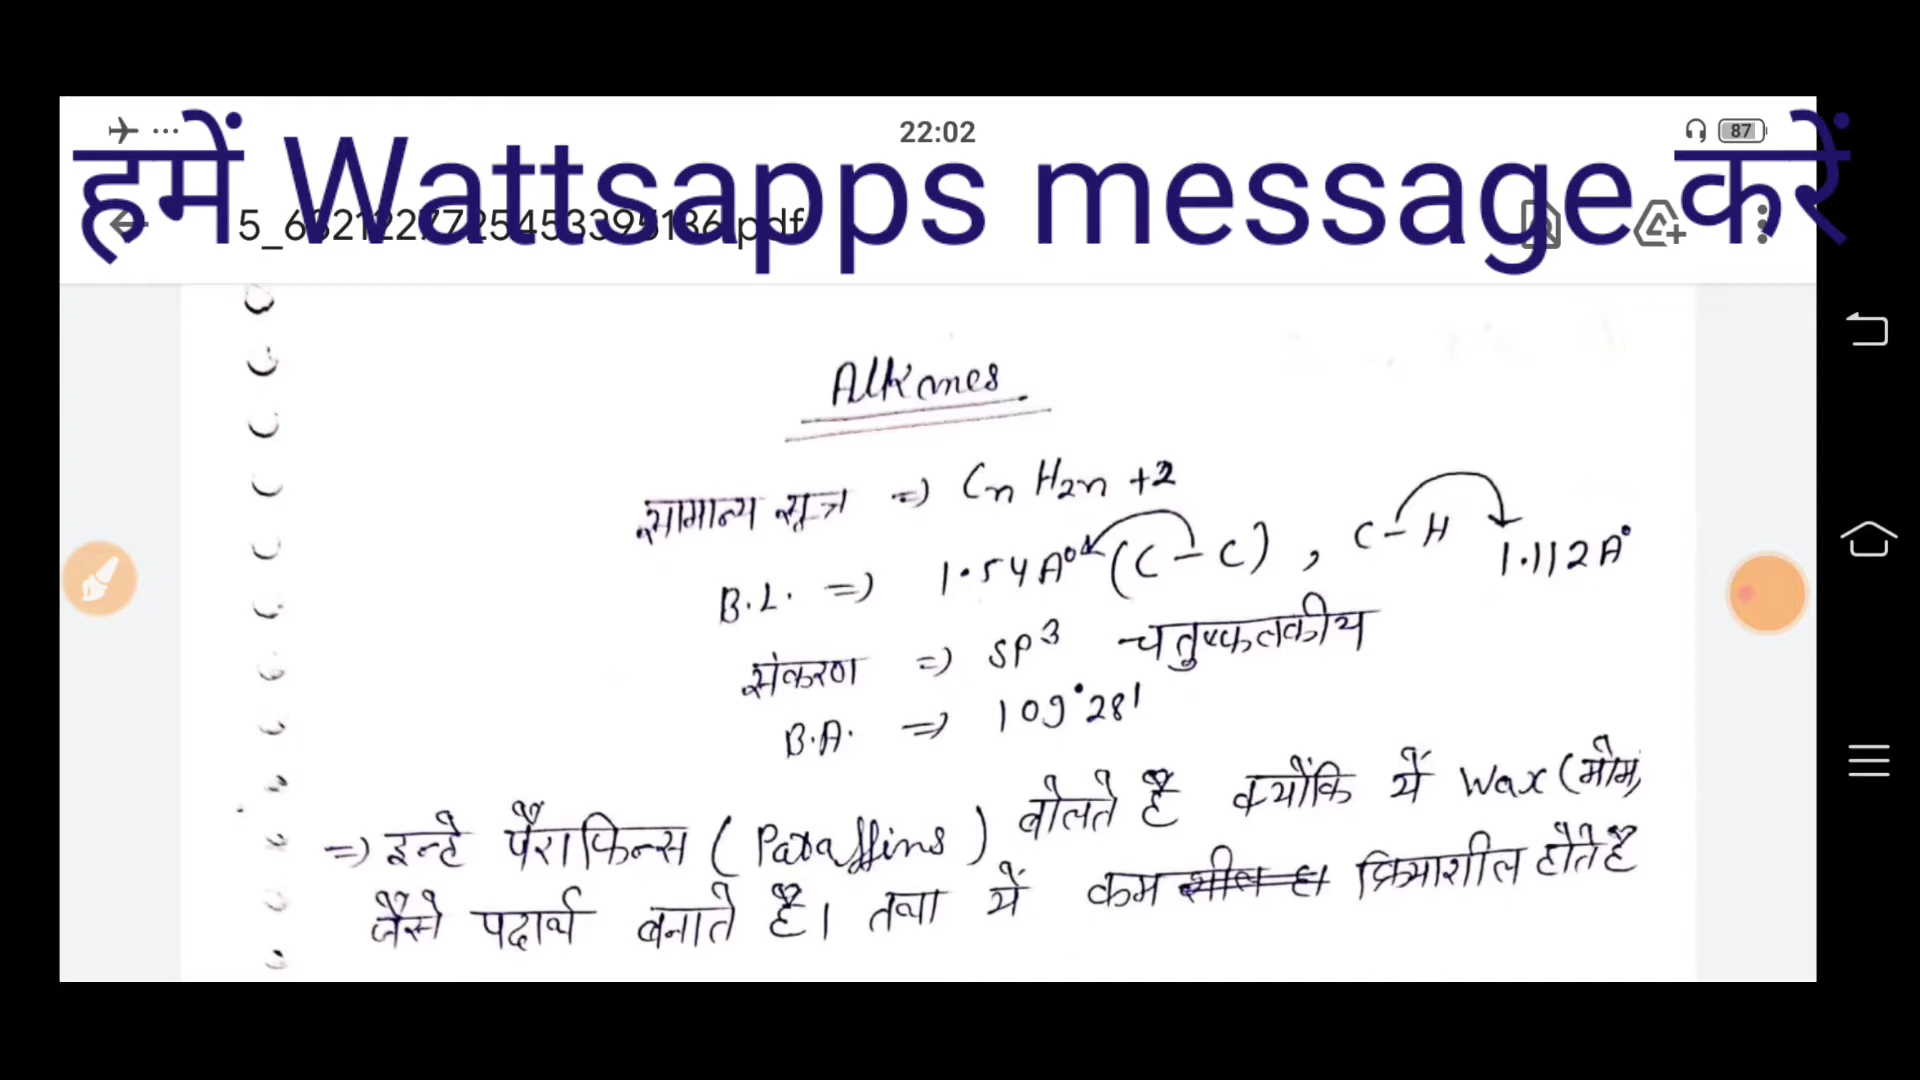 22:02
87
हमें Wattsapps message करें
Alkanes
सामान्य सूत्र => CnH2n+2
B.L. => 1.54A° (C-C), C-H 1.112A°
संकरण => SP³ चतुष्फलकीय
B.A. => 109°28'
=> इन्हे पैराफिन्स (Paraffins) बोलते है क्योंकि यें Wax (मोम)
जैसे पदार्थ बनाते है। तथा यें कम क्रियाशील होते है